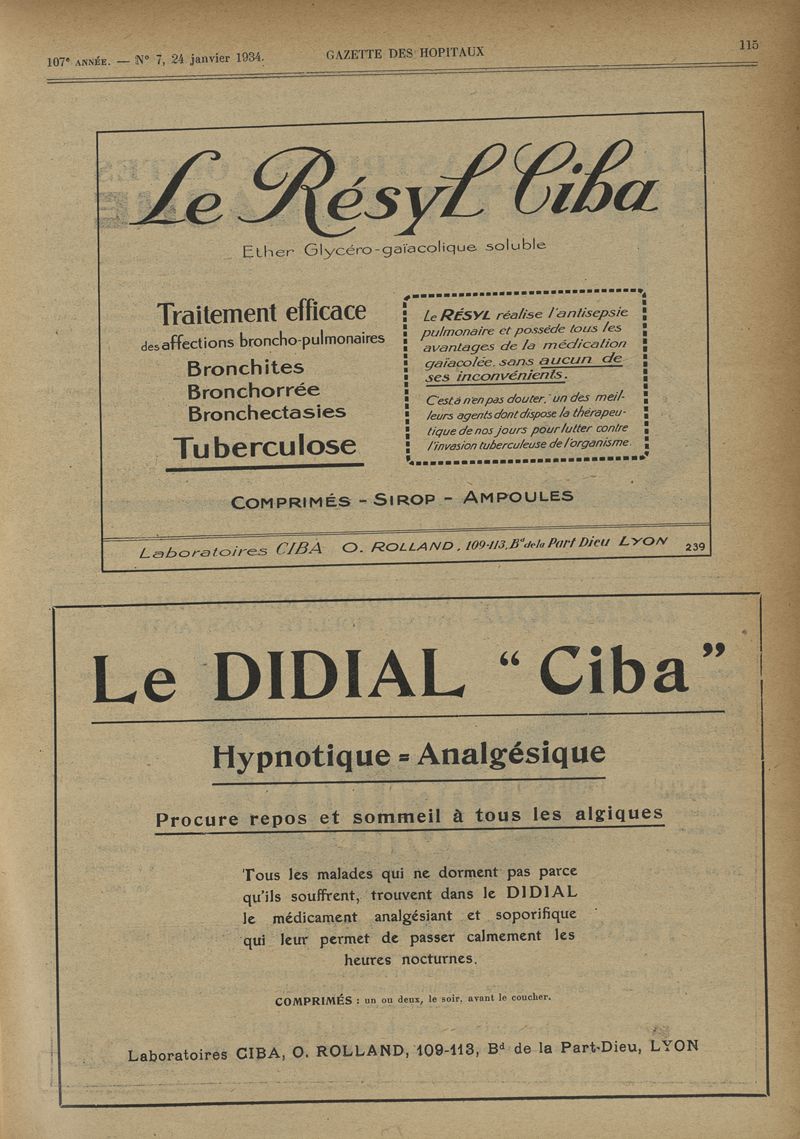 107e ANNÉE. — N° 7, 24 janvier 1934. GAZETTE DES HOPITAUX 115
Le Résyl Ciba
Ether Glycéro-gaïacolique soluble
Traitement efficace
des affections broncho-pulmonaires
Bronchites
Bronchorrée
Bronchectasies
Tuberculose
Le RÉSYL réalise l'antisepsie
pulmonaire et possède tous les
avantages de la médication
gaïacolée, sans aucun de
ses inconvénients.
C'est à n'en pas douter, un des meil-
leurs agents dont dispose la thérapeu-
tique de nos jours pour lutter contre
l'invasion tuberculeuse de l'organisme.
COMPRIMÉS - SIROP - AMPOULES
Laboratoires CIBA O. ROLLAND, 109-113, Bd de la Part Dieu LYON 239
Le DIDIAL "Ciba"
Hypnotique = Analgésique
Procure repos et sommeil à tous les algiques
Tous les malades qui ne dorment pas parce
qu'ils souffrent, trouvent dans le DIDIAL
le médicament analgésiant et soporifique
qui leur permet de passer calmement les
heures nocturnes.
COMPRIMÉS : un ou deux, le soir, avant le coucher.
Laboratoires CIBA, O. ROLLAND, 109-113, Bd de la Part-Dieu, LYON